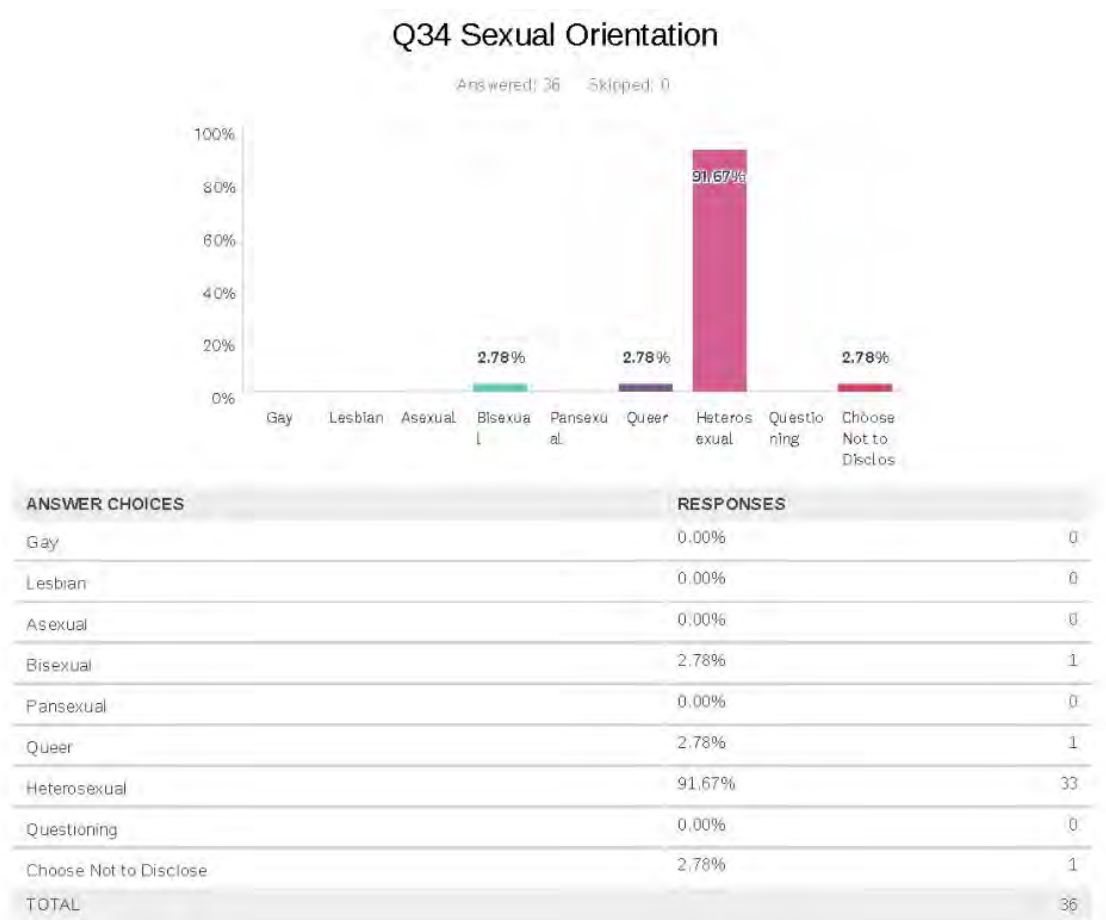 Q34 Sexual Orientation
Answered: 36 Skipped: 0
100%
80%
60%
40%
20%
0%
2.78%
2.78%
91.67%
2.78%
Gay Lesbian Asexual Bisexua Pansexu Queer Heteros Questio Choose
l al exual ning Not to
Disclos
ANSWER CHOICES RESPONSES
Gay 0.00% 0
Lesbian 0.00% 0
Asexual 0.00% 0
Bisexual 2.78% 1
Pansexual 0.00% 0
Queer 2.78% 1
Heterosexual 91.67% 33
Questioning 0.00% 0
Choose Not to Disclose 2.78% 1
TOTAL 36